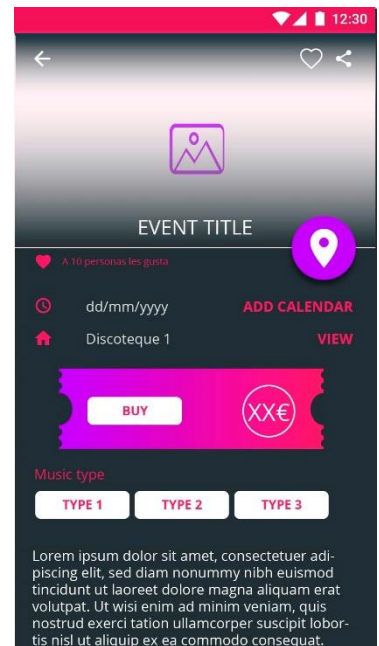 12:30
EVENT TITLE
A 10 personas les gusta
dd/mm/yyyy ADD CALENDAR
Discoteque 1 VIEW
BUY XX€
Music type
TYPE 1 TYPE 2 TYPE 3
Lorem ipsum dolor sit amet, consectetuer adi-
piscing elit, sed diam nonummy nibh euismod
tincidunt ut laoreet dolore magna aliquam erat
volutpat. Ut wisi enim ad minim veniam, quis
nostrud exerci tation ullamcorper suscipit lobor-
tis nisl ut aliquip ex ea commodo consequat.